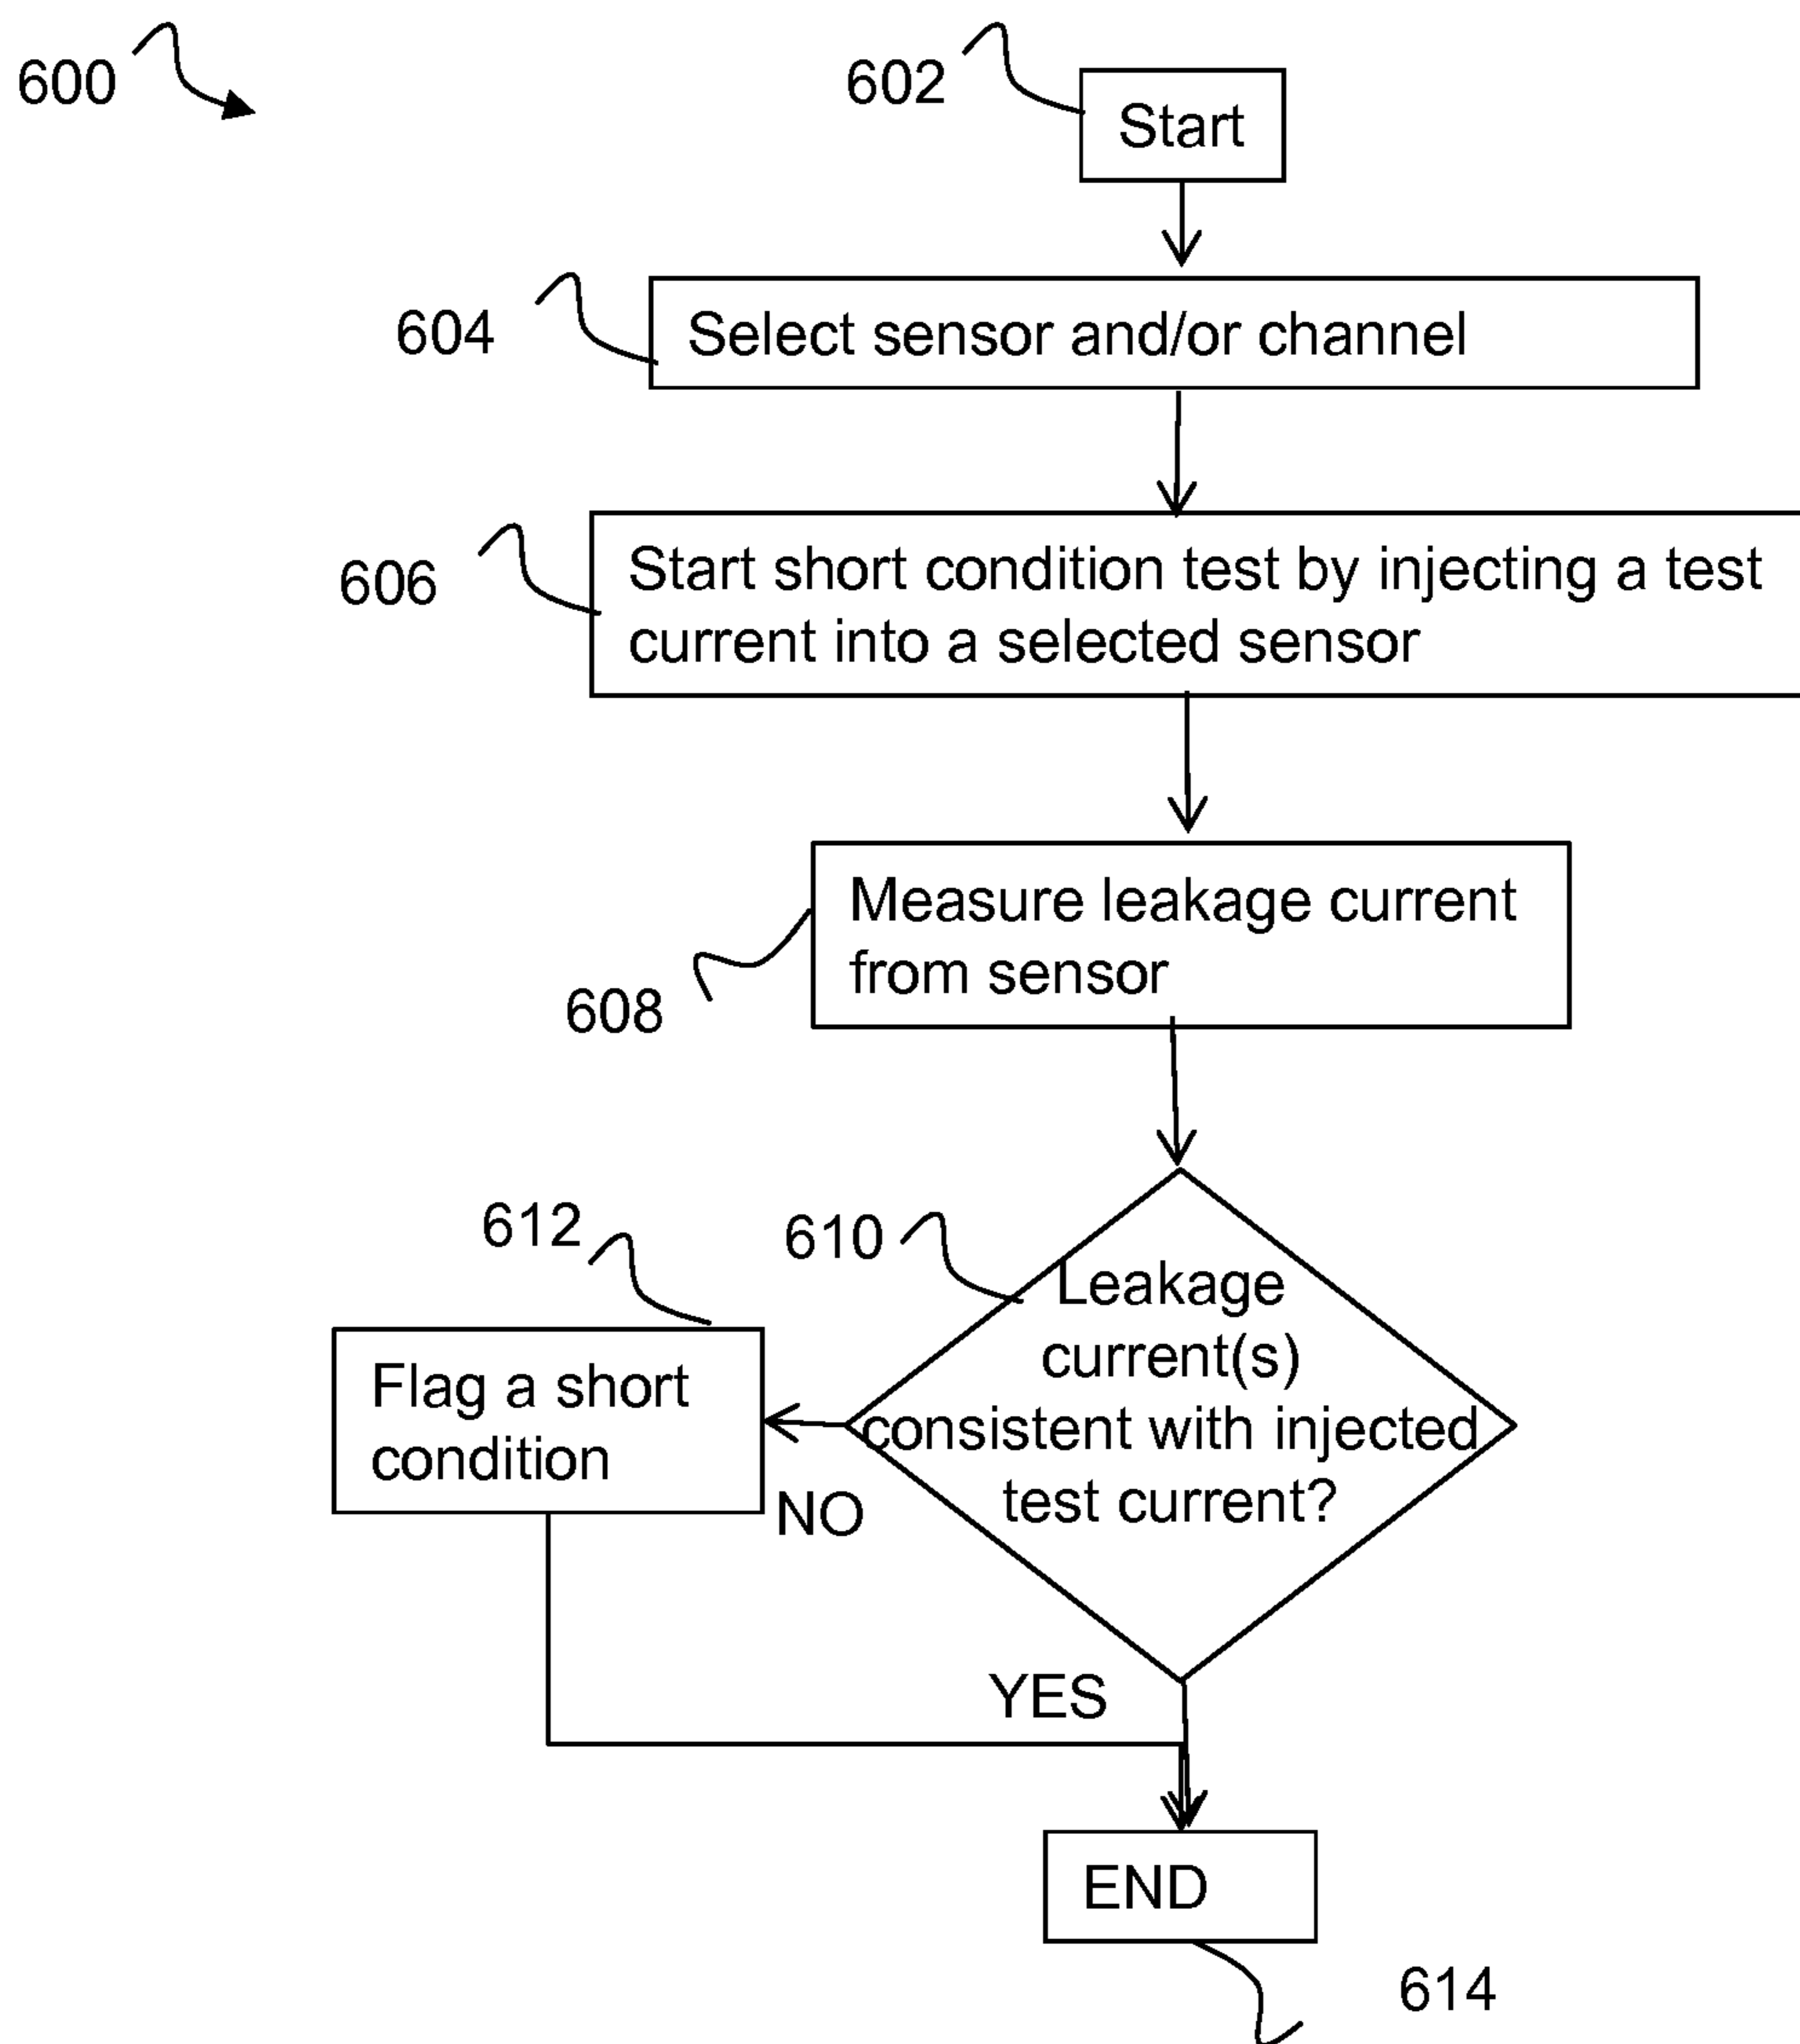 600
602
Start
604
Select sensor and/or channel
606
Start short condition test by injecting a test
current into a selected sensor
608
Measure leakage current
from sensor
610
Leakage
current(s)
consistent with injected
test current?
612
Flag a short
condition
NO
YES
END
614